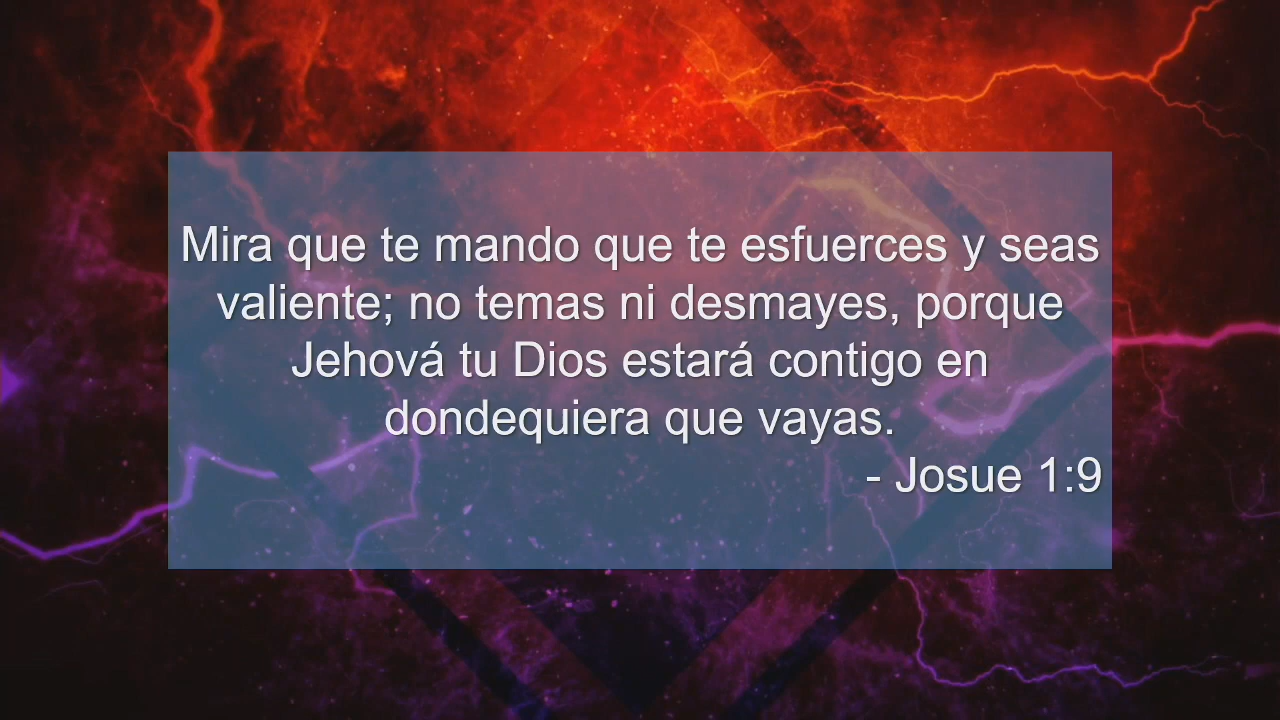 Mira que te mando que te esfuerces y seas
valiente; no temas ni desmayes, porque
Jehová tu Dios estará contigo en
dondequiera que vayas.
- Josue 1:9